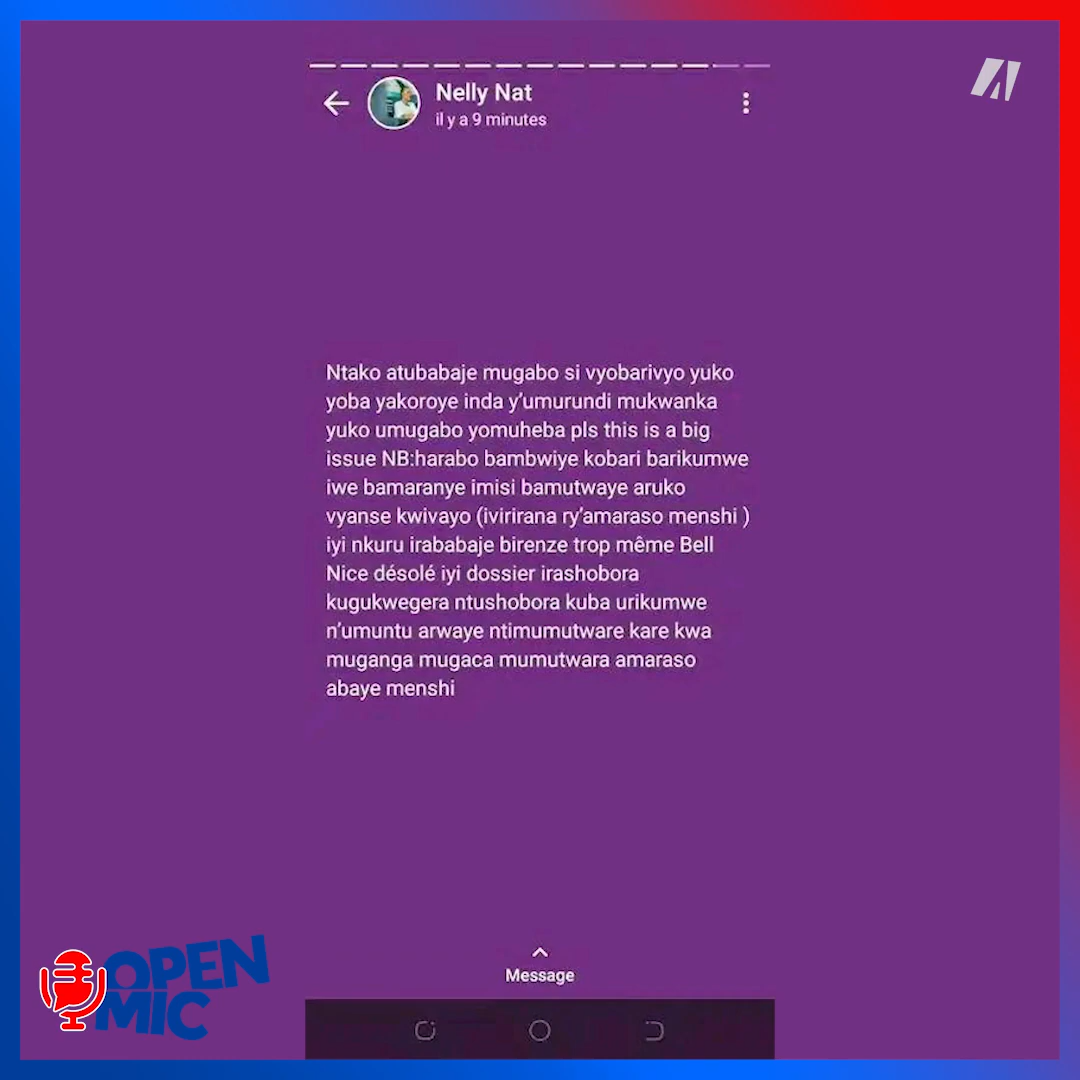 Nelly Nat
il y a 9 minutes
Ntako atubabaje mugabo si vyobarivyo yuko
yoba yakoroye inda y'umurundi mukwanka
yuko umugabo yomuheba pls this is a big
issue NB:harabo bambwiye kobari barikumwe
iwe bamaranye imisi bamutwaye aruko
vyanse kwivayo (ivirirana ry'amaraso menshi )
iyi nkuru irababaje birenze trop même Bell
Nice désolé iyi dossier irashobora
kugukwegera ntushobora kuba urikumwe
n'umuntu arwaye ntimumutware kare kwa
muganga mugaca mumutwara amaraso
abaye menshi
Message
OPEN
MIC